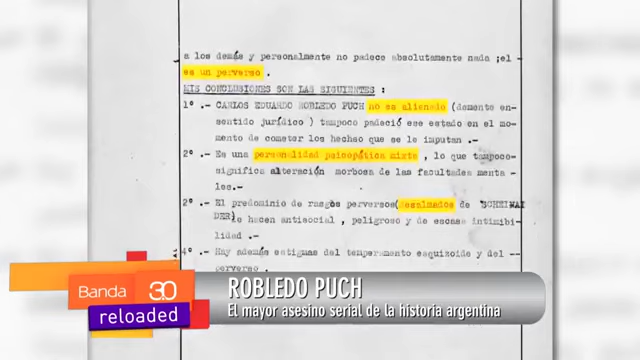 a los demás y personalmente no padece absolutamente nada ;el
es un perverso .
MIS CONCLUSIONES SON LAS SIGUIENTES :
1º .- CARLOS EDUARDO ROBLEDO PUCH no es alienado (demente en-
sentido jurídico ) tampoco padeció ese estado en el mo-
mento de cometer los hechos que se le imputan .-
2º .- Es una personalidad psicopática mixta , lo que tampoco-
significa alteración morbosa de las facultades menta -
les.-
2º .- El predominio de rasgos perversos(desalmados de SCHEINAI
DER)lo hacen antisocial , peligroso y de escasa intimibi-
lidad .-
4º .- Hay además estigmas del temperamento esquizoide y del --
perverso .
Banda 3.0
reloaded
ROBLEDO PUCH
El mayor asesino serial de la historia argentina